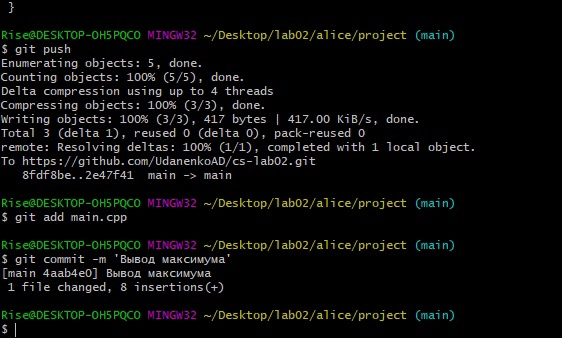 }
Rise@DESKTOP-OH5PQCO MINGW32 ~/Desktop/lab02/alice/project (main)
$ git push
Enumerating objects: 5, done.
Counting objects: 100% (5/5), done.
Delta compression using up to 4 threads
Compressing objects: 100% (3/3), done.
Writing objects: 100% (3/3), 417 bytes | 417.00 KiB/s, done.
Total 3 (delta 1), reused 0 (delta 0), pack-reused 0
remote: Resolving deltas: 100% (1/1), completed with 1 local object.
To https://github.com/UdanenkoAD/cs-lab02.git
8fdf8be..2e47f41  main -> main
Rise@DESKTOP-OH5PQCO MINGW32 ~/Desktop/lab02/alice/project (main)
$ git add main.cpp
Rise@DESKTOP-OH5PQCO MINGW32 ~/Desktop/lab02/alice/project (main)
$ git commit -m 'Вывод максимума'
[main 4aab4e0] Вывод максимума
1 file changed, 8 insertions(+)
Rise@DESKTOP-OH5PQCO MINGW32 ~/Desktop/lab02/alice/project (main)
$